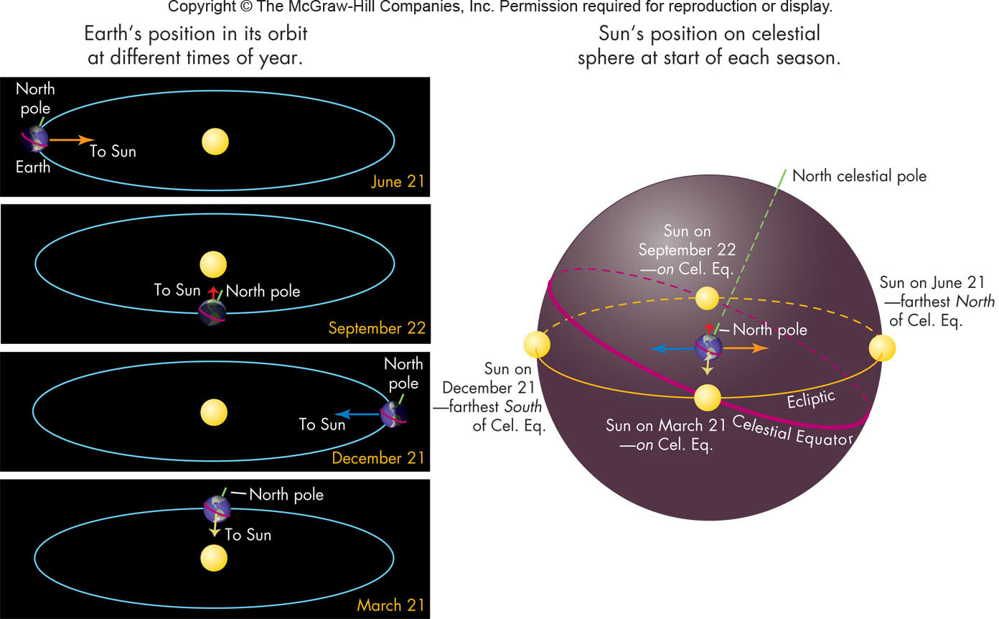 Copyright © The McGraw-Hill Companies, Inc. Permission required for reproduction or display.
Earth‘s position in its orbit
at different times of year.
North
pole
To Sun
Earth
June 21
To Sun
North pole
September 22
North
pole
To Sun
December 21
North pole
To Sun
March 21
Sun‘s position on celestial
sphere at start of each season.
North celestial pole
Sun on
September 22
—on Cel. Eq.
Sun on June 21
—farthest North
of Cel. Eq.
North pole
Sun on
December 21
—farthest South
of Cel. Eq.
Ecliptic
Sun on March 21
—on Cel. Eq.
Celestial Equator